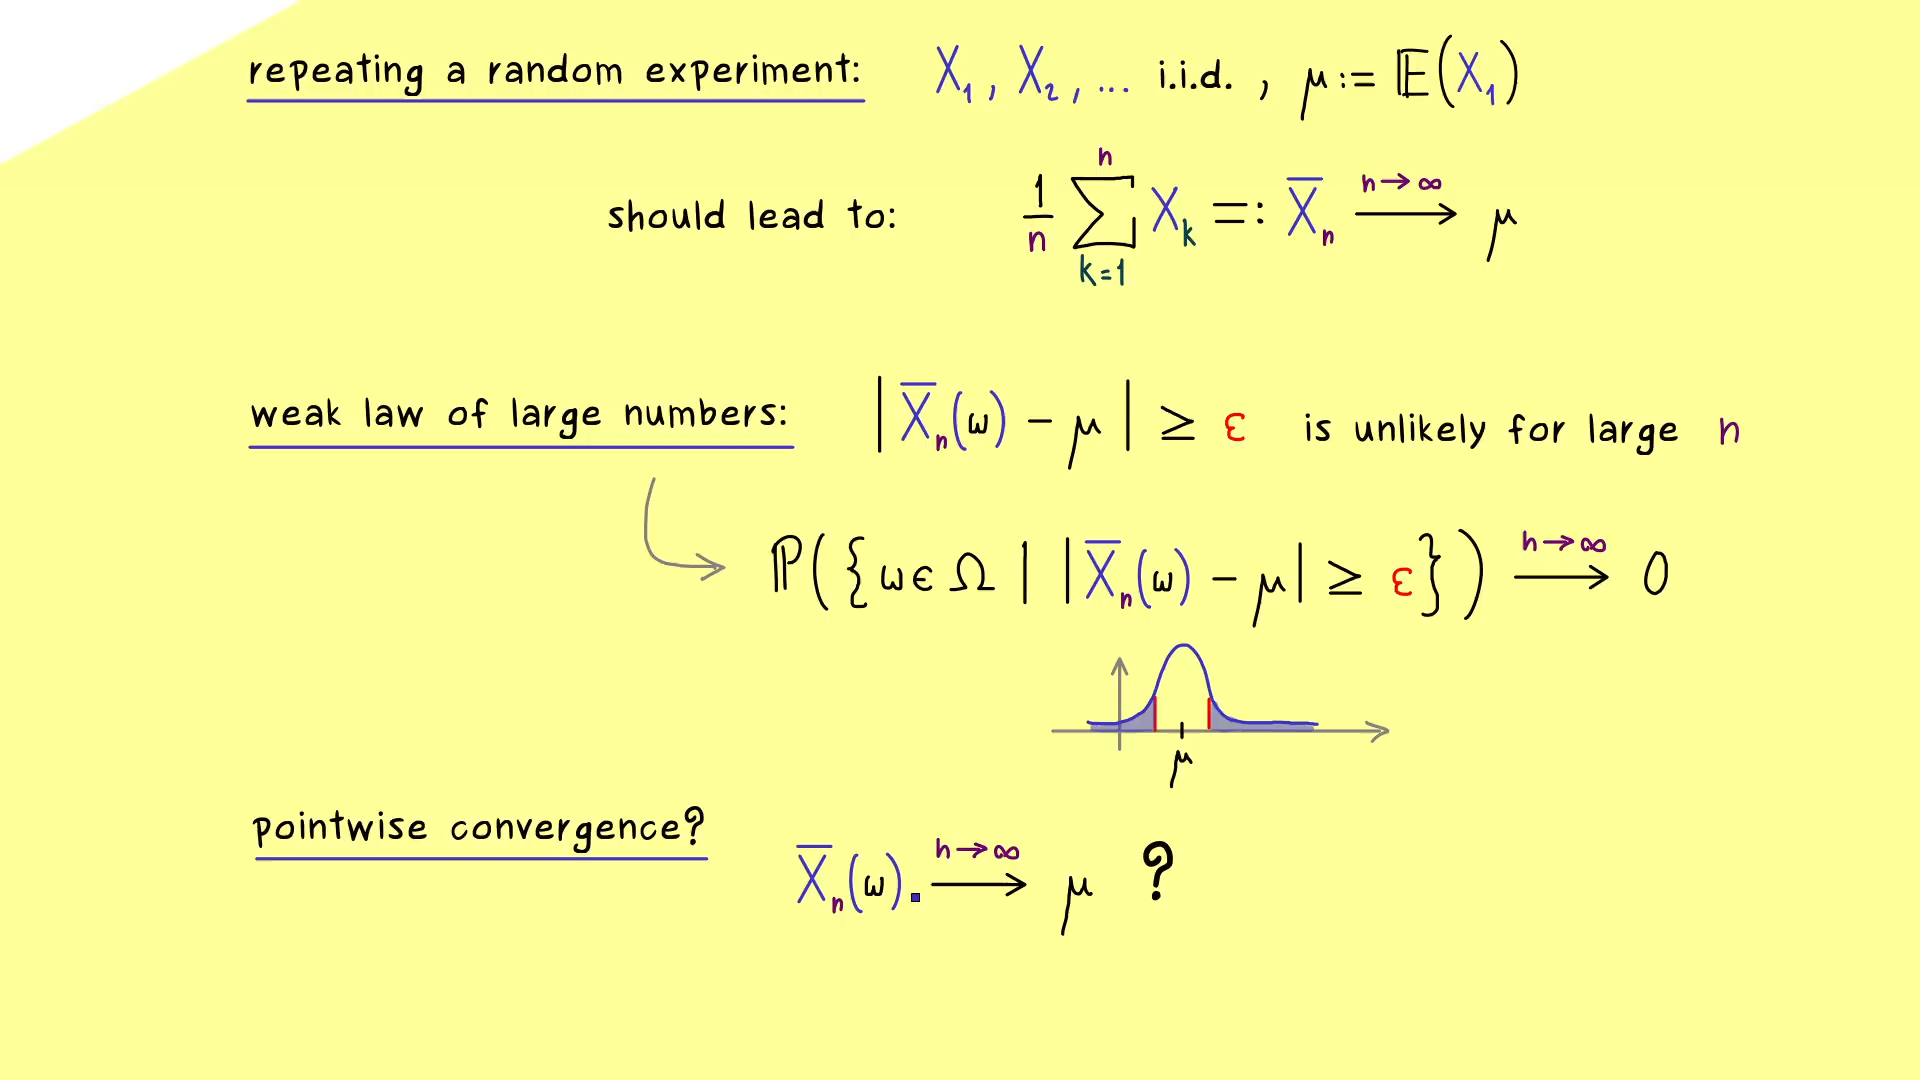 repeating a random experiment: X₁, X₂, ... i.i.d., μ := 𝔼(X₁)
should lead to: 1/n ∑ₖ₌₁ⁿ Xₖ =: X̅ₙ —n→∞→ μ
weak law of large numbers: |X̅ₙ(ω) − μ| ≥ ε is unlikely for large n
ℙ({ω ∈ Ω | |X̅ₙ(ω) − μ| ≥ ε}) —n→∞→ 0
μ
pointwise convergence?
X̅ₙ(ω) —n→∞→ μ ?